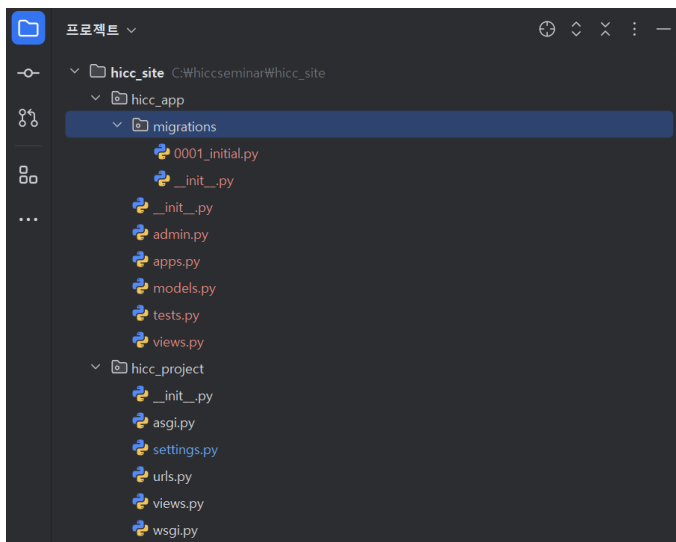 프로젝트
hicc_site C:₩hiccseminar₩hicc_site
hicc_app
migrations
0001_initial.py
__init__.py
__init__.py
admin.py
apps.py
models.py
tests.py
views.py
hicc_project
__init__.py
asgi.py
settings.py
urls.py
views.py
wsgi.py